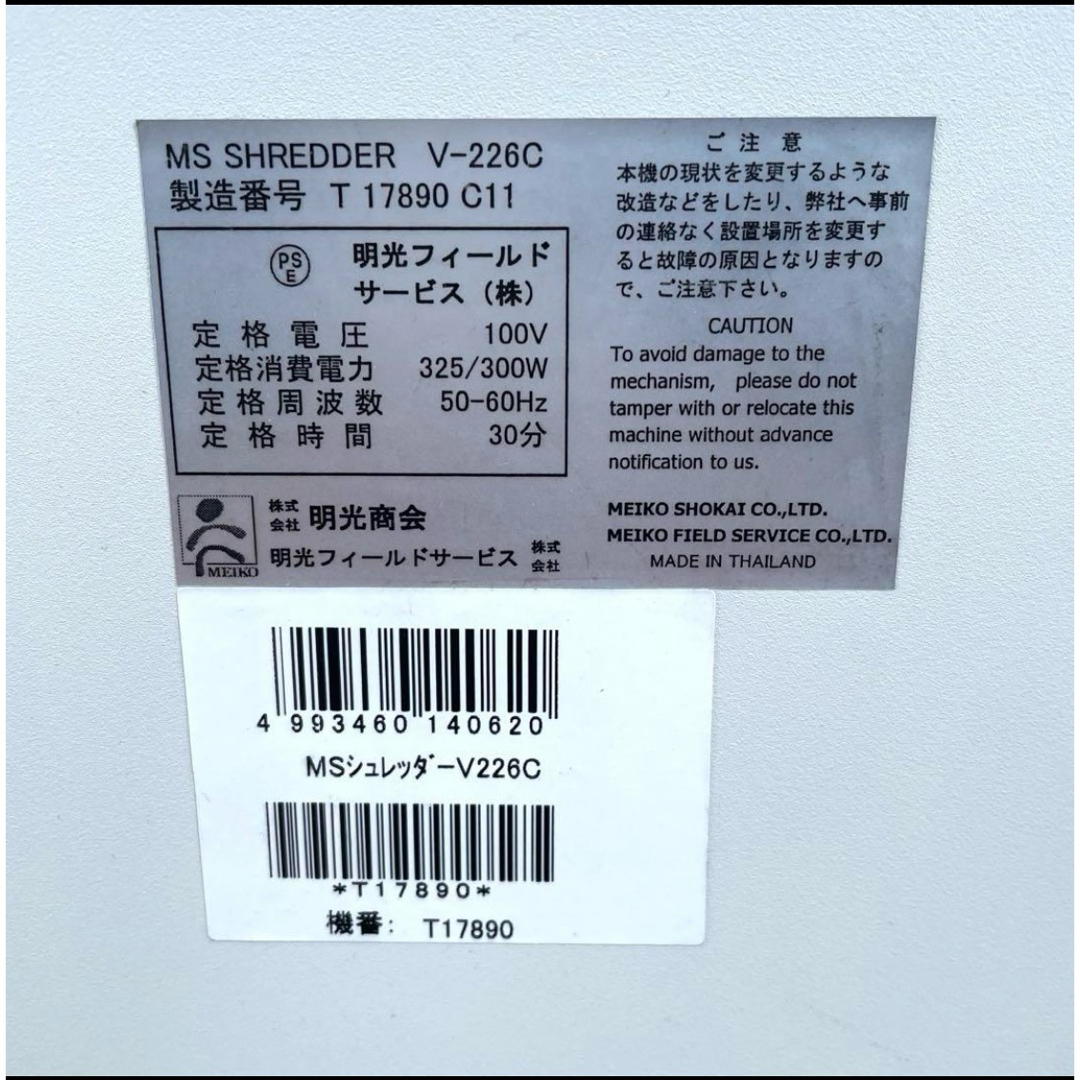 MS SHREDDER V-226C
製造番号 T 17890 C11
PS
E
明光フィールド
サービス（株）
定格電圧 100V
定格消費電力 325/300W
定格周波数 50-60Hz
定格時間 30分
MEIKO
株式
会社 明光商会
明光フィールドサービス 株式
会社
ご注意
本機の現状を変更するような
改造などをしたり、弊社へ事前
の連絡なく設置場所を変更す
ると故障の原因となりますの
で、ご注意下さい。
CAUTION
To avoid damage to the
mechanism, please do not
tamper with or relocate this
machine without advance
notification to us.
MEIKO SHOKAI CO.,LTD.
MEIKO FIELD SERVICE CO.,LTD.
MADE IN THAILAND
4 993460 140620
MSシュレッダｰV226C
*T17890*
機番: T17890